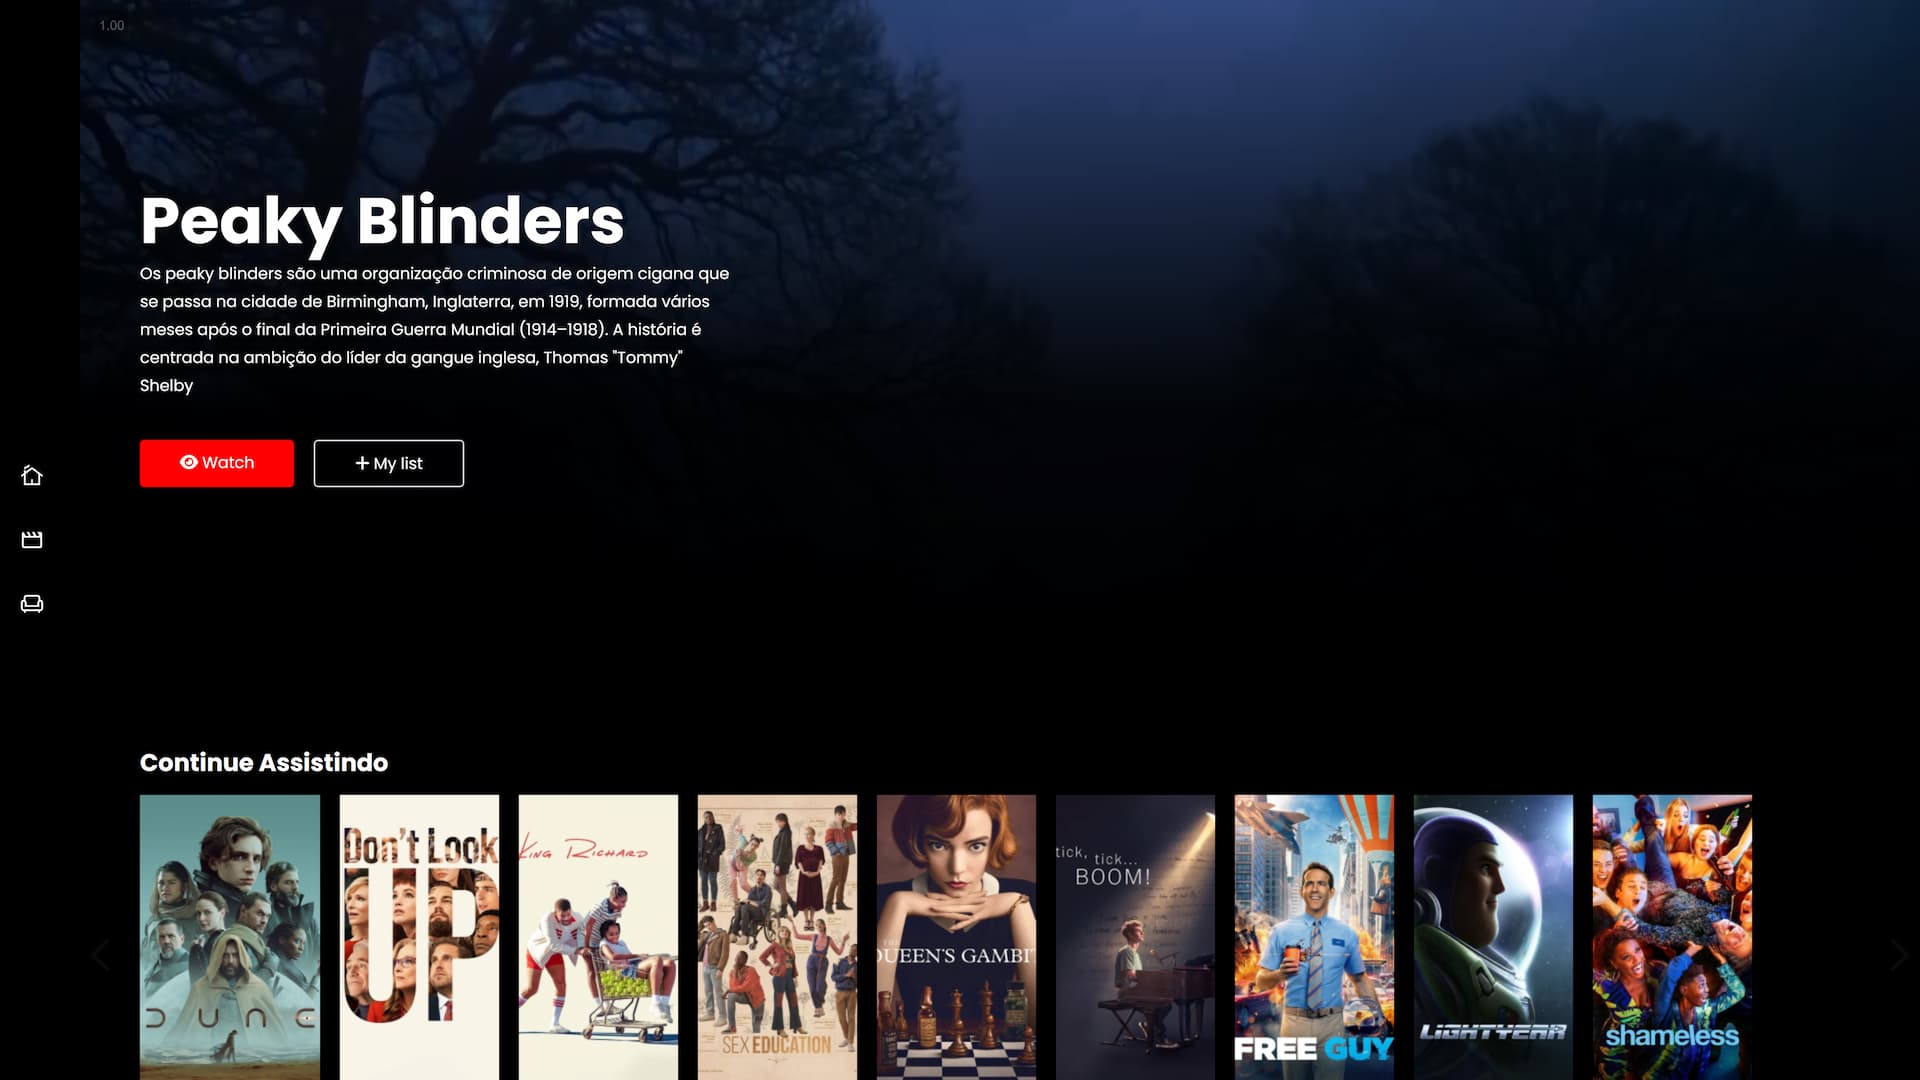 1.00
Peaky Blinders
Os peaky blinders são uma organização criminosa de origem cigana que
se passa na cidade de Birmingham, Inglaterra, em 1919, formada vários
meses após o final da Primeira Guerra Mundial (1914–1918). A história é
centrada na ambição do líder da gangue inglesa, Thomas "Tommy"
Shelby
Watch
My list
Continue Assistindo
DUNE
Don't Look
UP
KING RICHARD
SEX EDUCATION
QUEEN'S GAMBIT
tick, tick...
BOOM!
FREE GUY
LIGHTYEAR
shameless